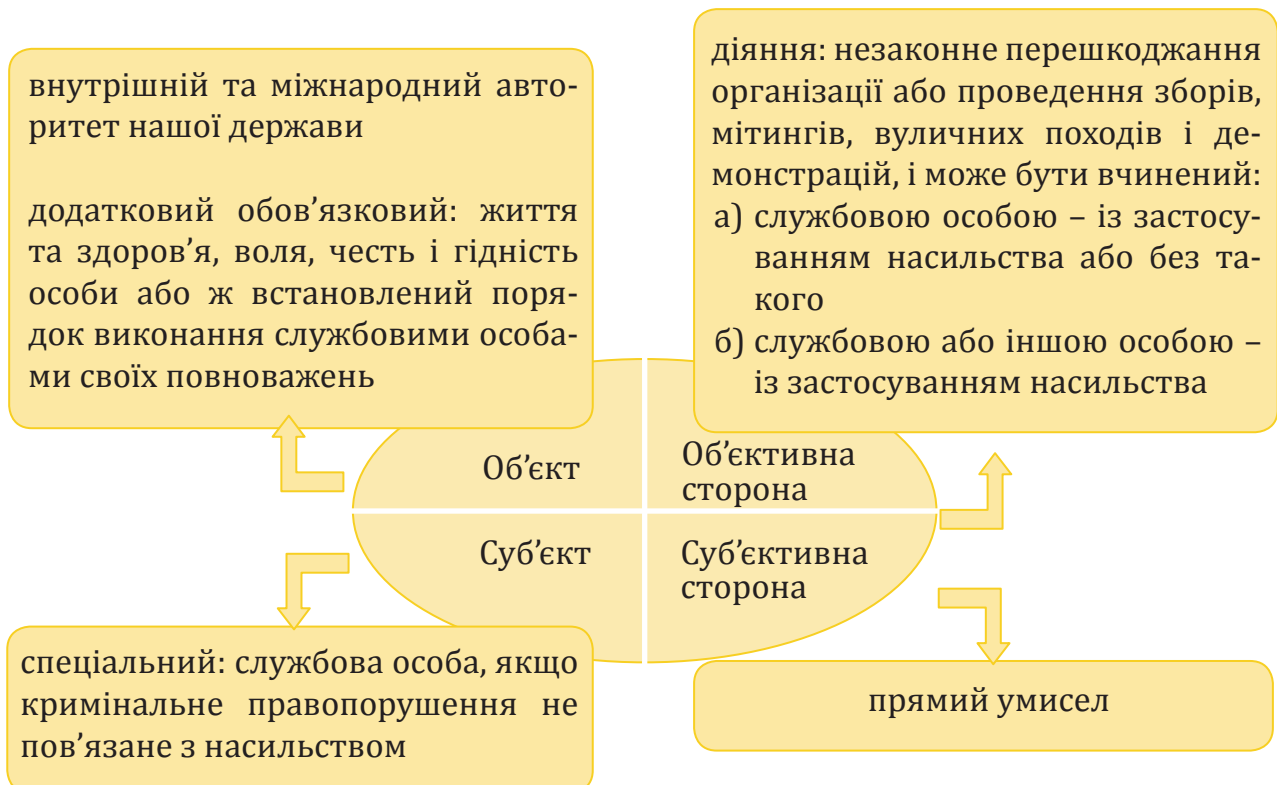 внутрішній та міжнародний авто-
ритет нашої держави
додатковий обов’язковий: життя
та здоров’я, воля, честь і гідність
особи або ж встановлений поря-
док виконання службовими особа-
ми своїх повноважень
діяння: незаконне перешкоджання
організації або проведення зборів,
мітингів, вуличних походів і де-
монстрацій, і може бути вчинений:
а) службовою особою – із застосу-
ванням насильства або без та-
кого
б) службовою або іншою особою –
із застосуванням насильства
Об’єкт
Об’єктивна
сторона
Суб’єкт
Суб’єктивна
сторона
спеціальний: службова особа, якщо
кримінальне правопорушення не
пов’язане з насильством
прямий умисел